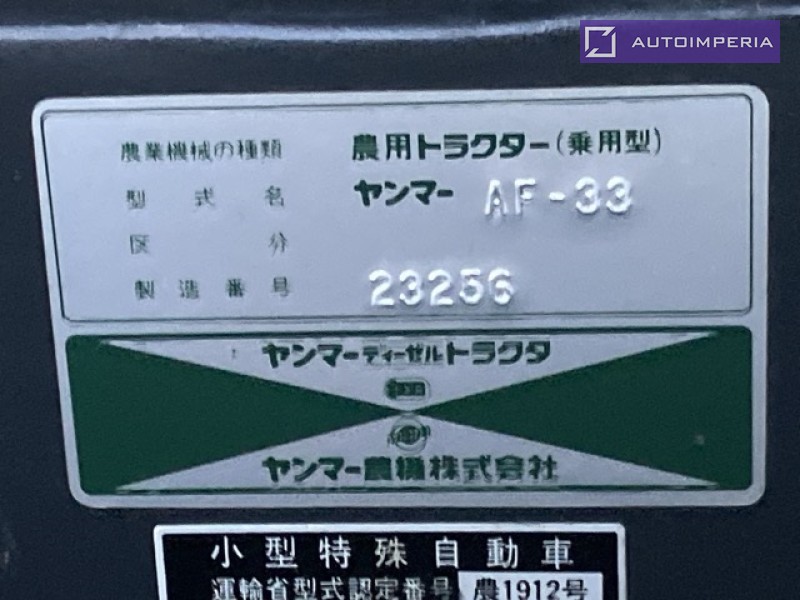 AUTOIMPERIA
農業機械の種類 農用トラクター(乗用型)
型式名 ヤンマー AF-33
区分
製造番号 23256
ヤンマーディーゼルトラクタ
ヤンマー農機株式会社
小型特殊自動車
運輸省型式認定番号 農1912号